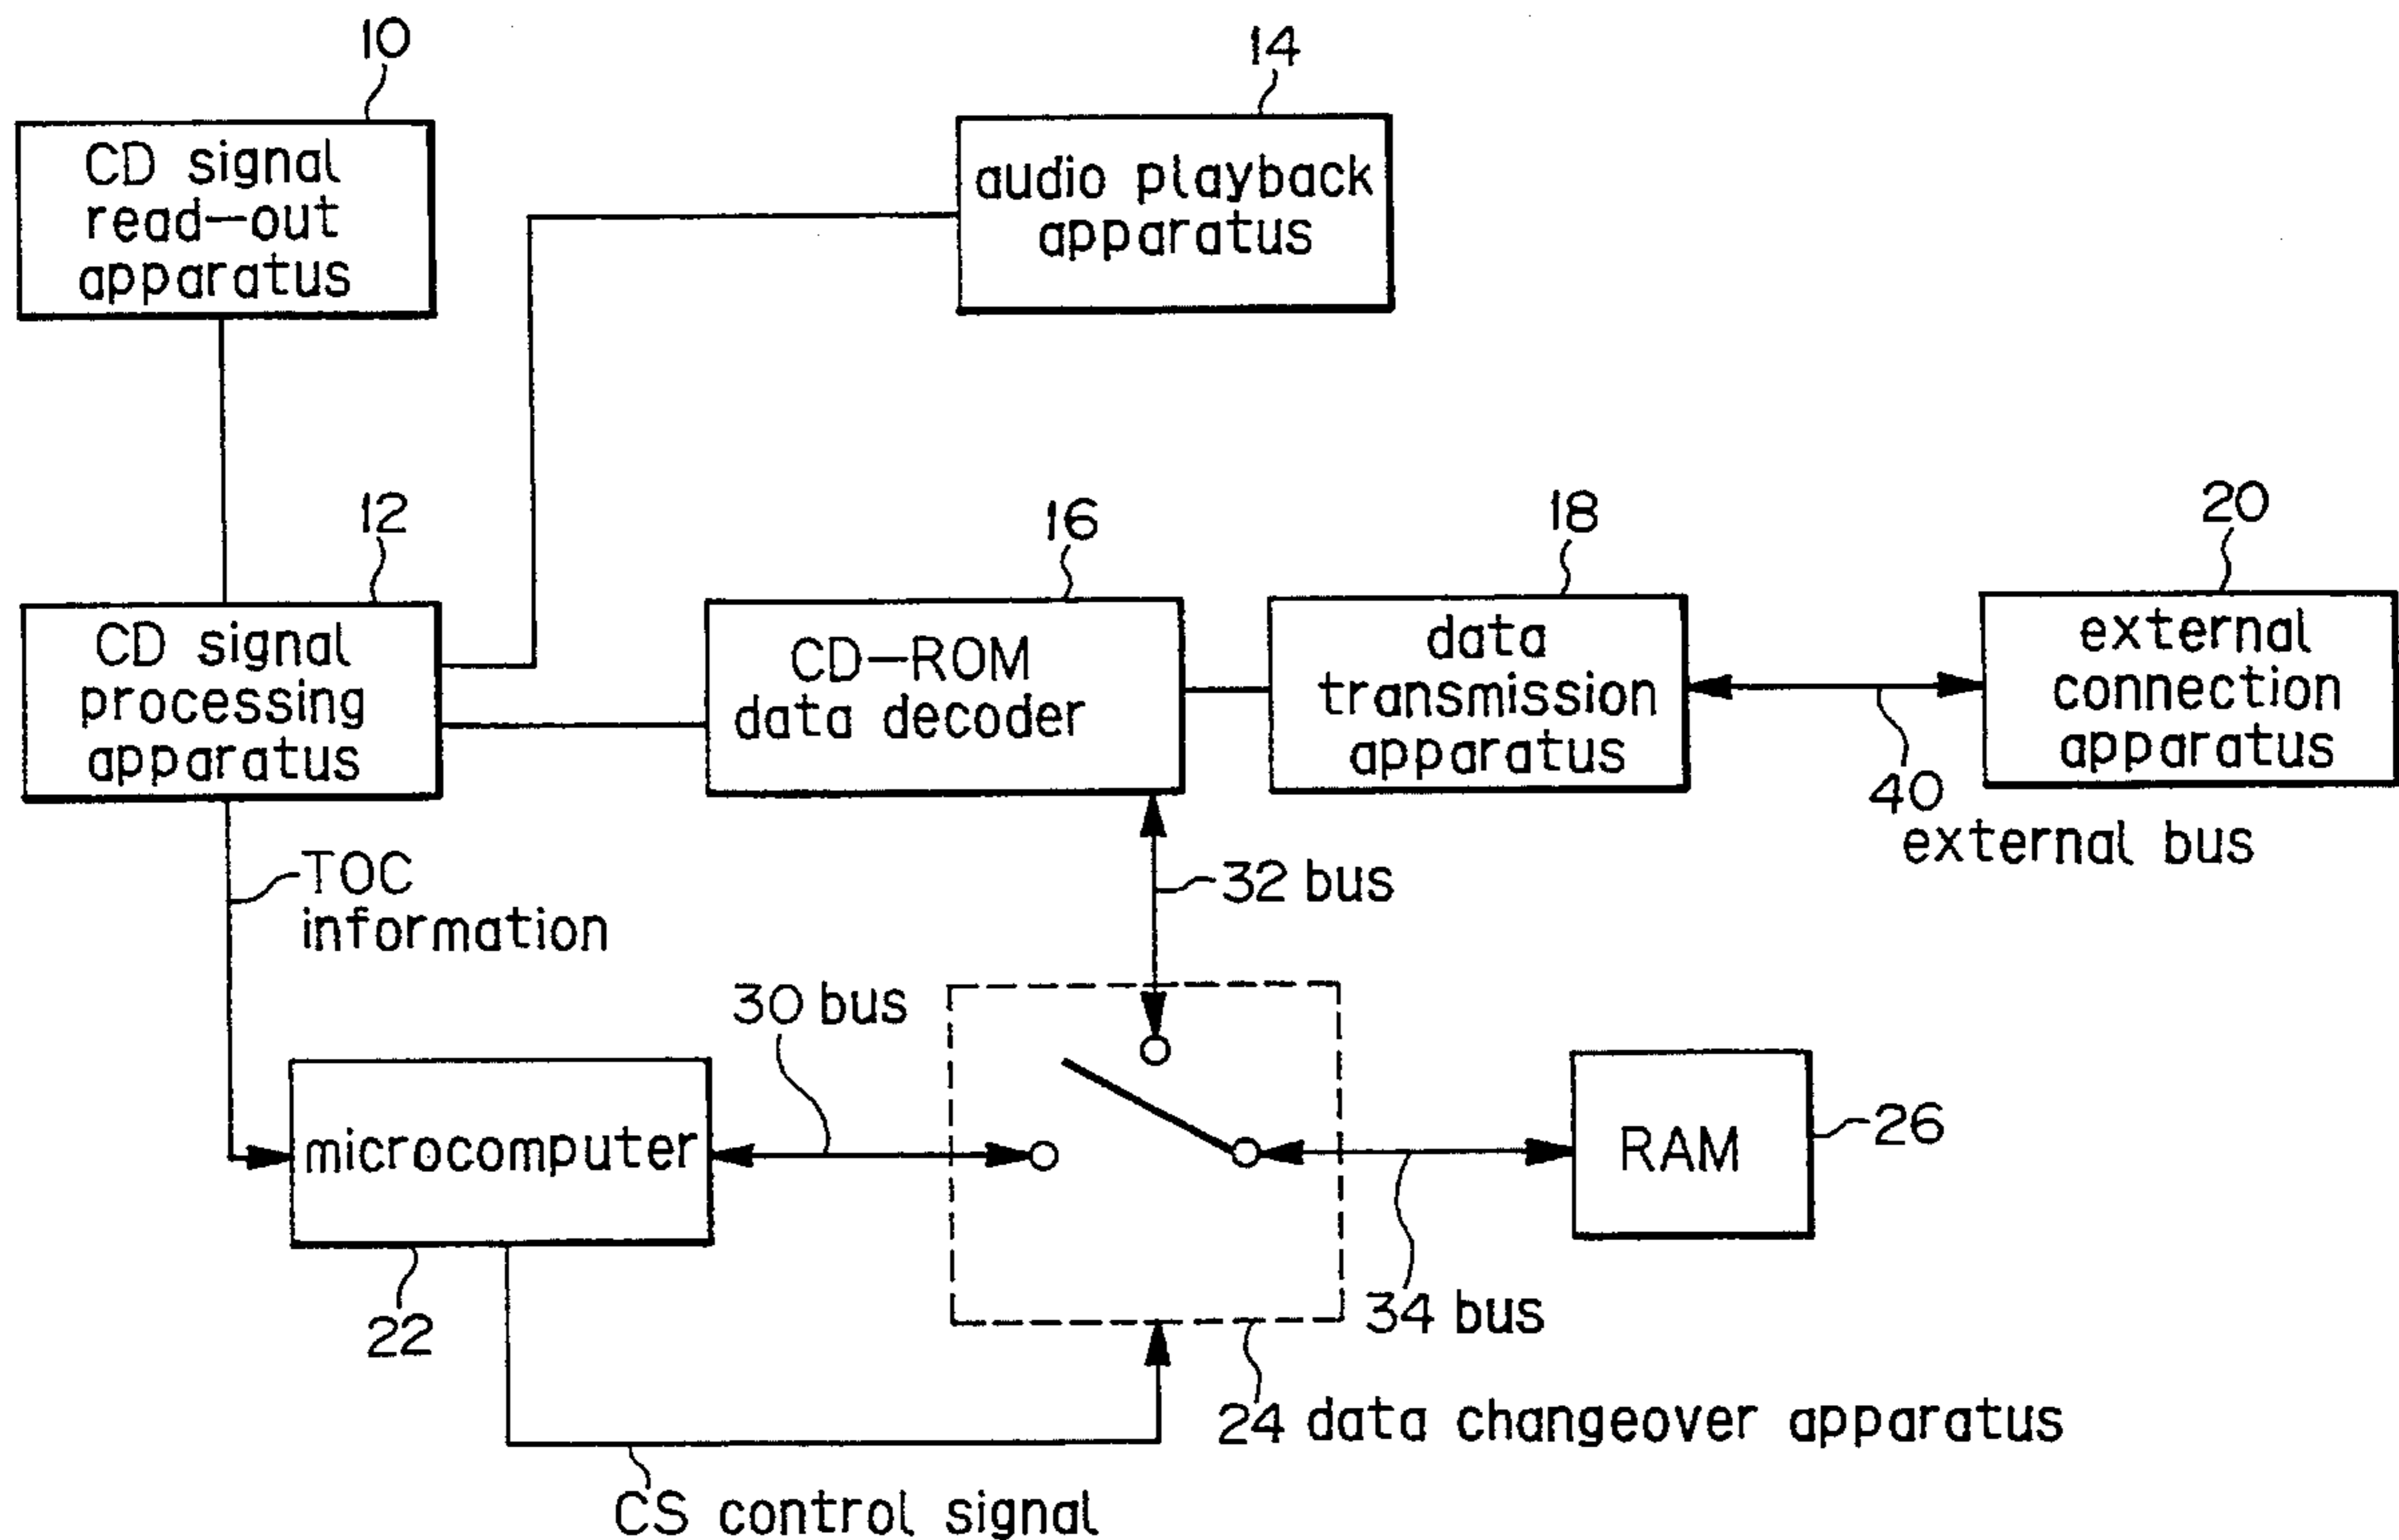 10
14
CD signal
read-out
apparatus
audio playback
apparatus
12
16
18
20
CD signal
processing
apparatus
CD-ROM
data decoder
data
transmission
apparatus
external
connection
apparatus
40
external bus
TOC
information
32 bus
30 bus
microcomputer
RAM
26
22
34 bus
24 data changeover apparatus
CS control signal